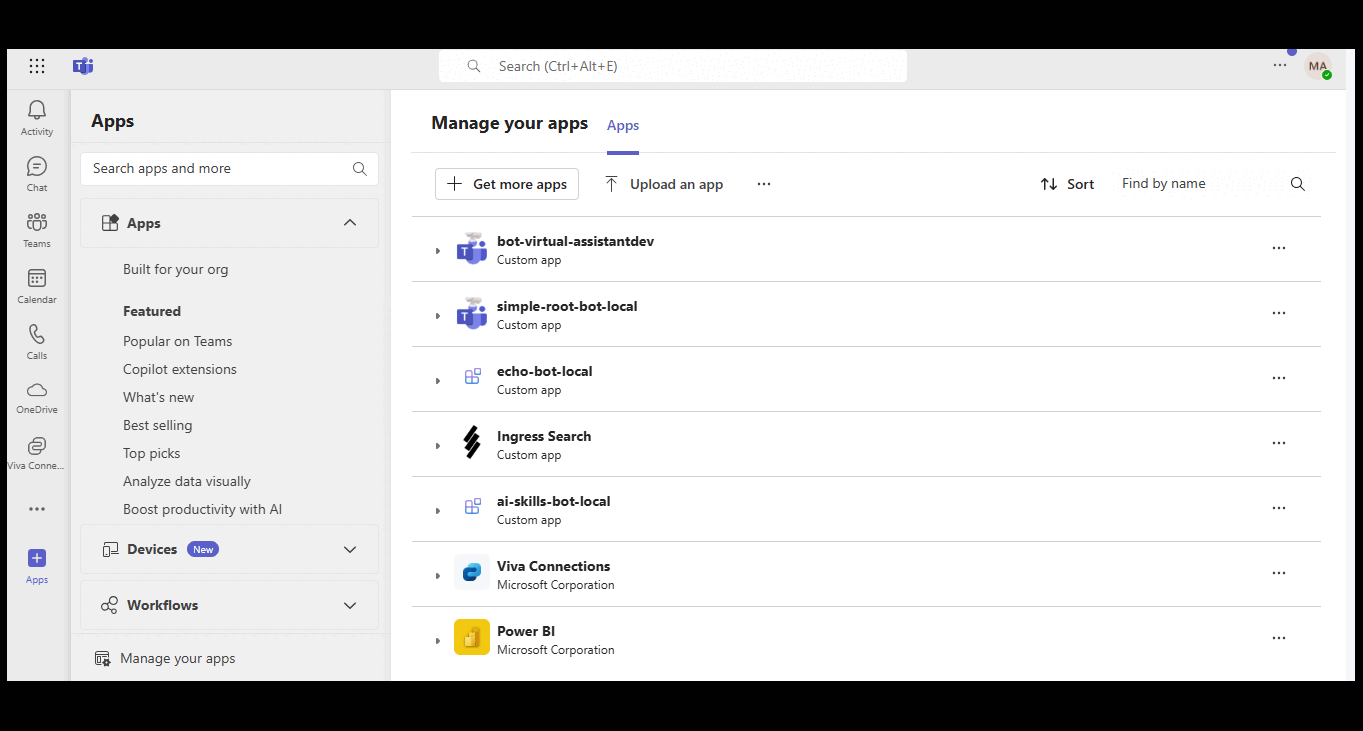 Search (Ctrl+Alt+E)
MA
Activity
Chat
Teams
Calendar
Calls
OneDrive
Viva Conne...
Apps
Apps
Search apps and more
Apps
Built for your org
Featured
Popular on Teams
Copilot extensions
What's new
Best selling
Top picks
Analyze data visually
Boost productivity with AI
Devices New
Workflows
Manage your apps
Manage your apps Apps
Get more apps Upload an app Sort Find by name
bot-virtual-assistantdev
Custom app
simple-root-bot-local
Custom app
echo-bot-local
Custom app
Ingress Search
Custom app
ai-skills-bot-local
Custom app
Viva Connections
Microsoft Corporation
Power BI
Microsoft Corporation